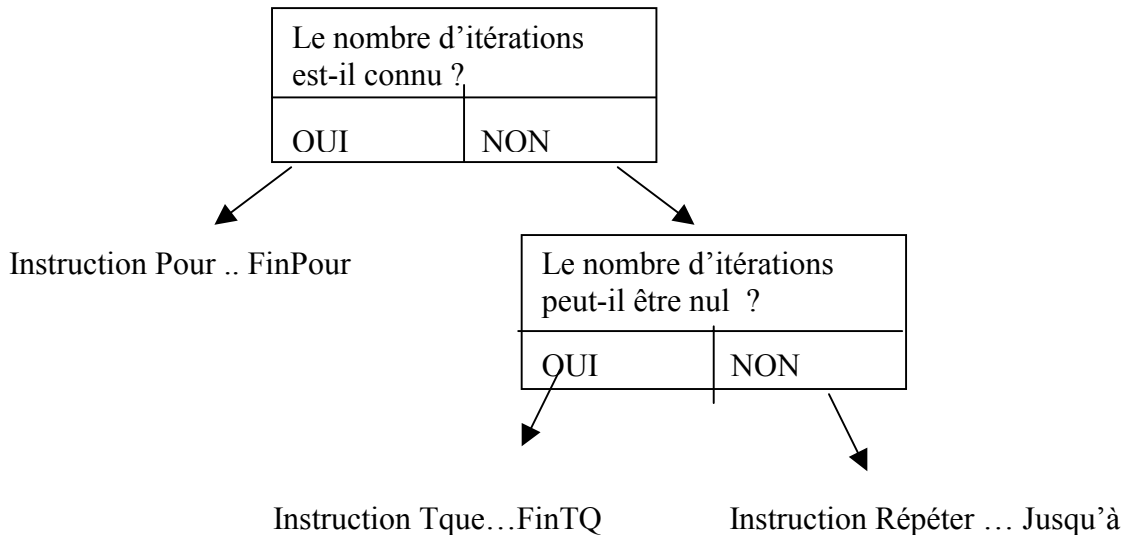 Le nombre d’itérations
est-il connu ?
OUI NON
Instruction Pour .. FinPour
Le nombre d’itérations
peut-il être nul ?
OUI NON
Instruction Tque…FinTQ Instruction Répéter … Jusqu’à